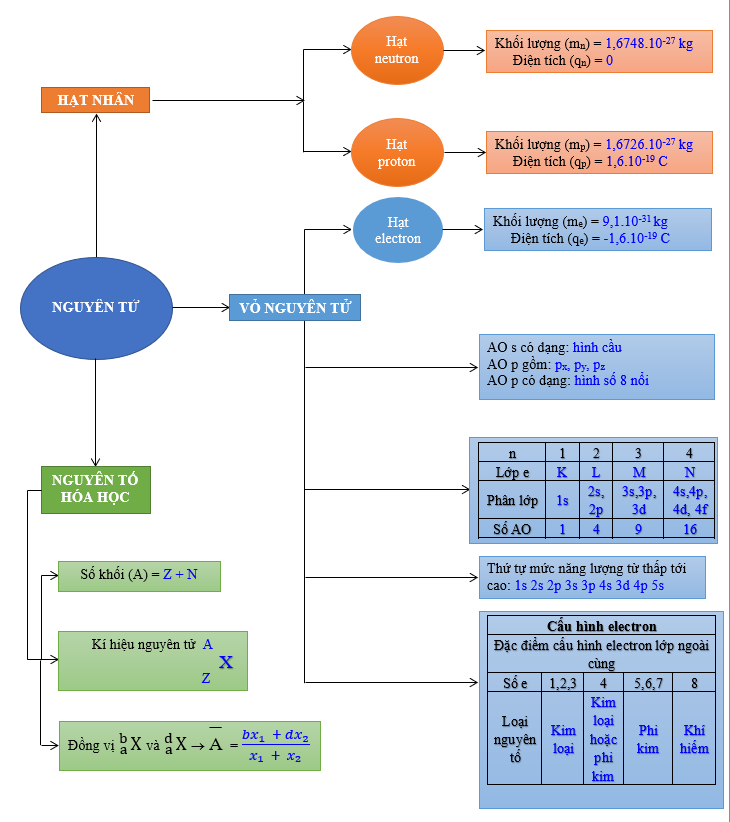 Hạt
neutron
Khối lượng (mn) = 1,6748.10-27 kg
Điện tích (qn) = 0
HẠT NHÂN
Hạt
proton
Khối lượng (mp) = 1,6726.10-27 kg
Điện tích (qp) = 1,6.10-19 C
Hạt
electron
Khối lượng (me) = 9,1.10-31 kg
Điện tích (qe) = -1,6.10-19 C
NGUYÊN TỬ
VỎ NGUYÊN TỬ
AO s có dạng: hình cầu
AO p gồm: px, py, pz
AO p có dạng: hình số 8 nổi
n 1 2 3 4
Lớp e K L M N
Phân lớp 1s 2s, 2p 3s,3p, 3d 4s,4p, 4d, 4f
Số AO 1 4 9 16
Thứ tự mức năng lượng từ thấp tới
cao: 1s 2s 2p 3s 3p 4s 3d 4p 5s
Cấu hình electron
Đặc điểm cấu hình electron lớp ngoài
cùng
Số e 1,2,3 4 5,6,7 8
Loại nguyên tố Kim loại Kim loại hoặc phi kim Phi kim Khí hiếm
NGUYÊN TỐ
HÓA HỌC
Số khối (A) = Z + N
Kí hiệu nguyên tử A
X
Z
Đồng vị b a X và d a X → A̅ = bx1 + dx2 / x1 + x2